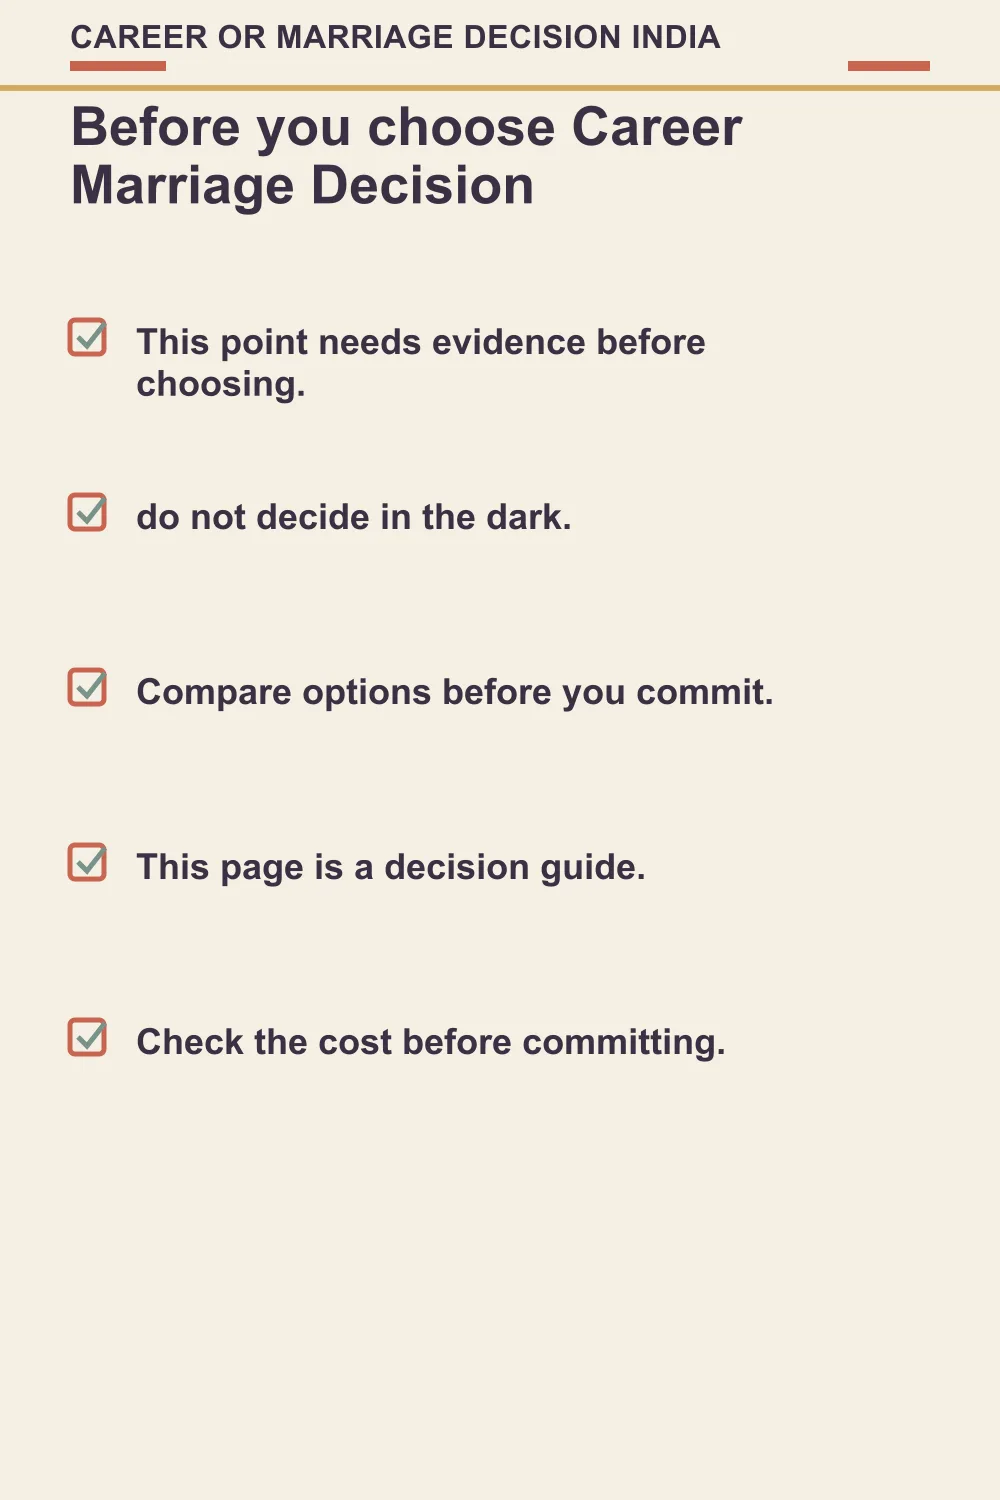 CAREER OR MARRIAGE DECISION INDIA
Before you choose Career
Marriage Decision
This point needs evidence before
choosing.
do not decide in the dark.
Compare options before you commit.
This page is a decision guide.
Check the cost before committing.